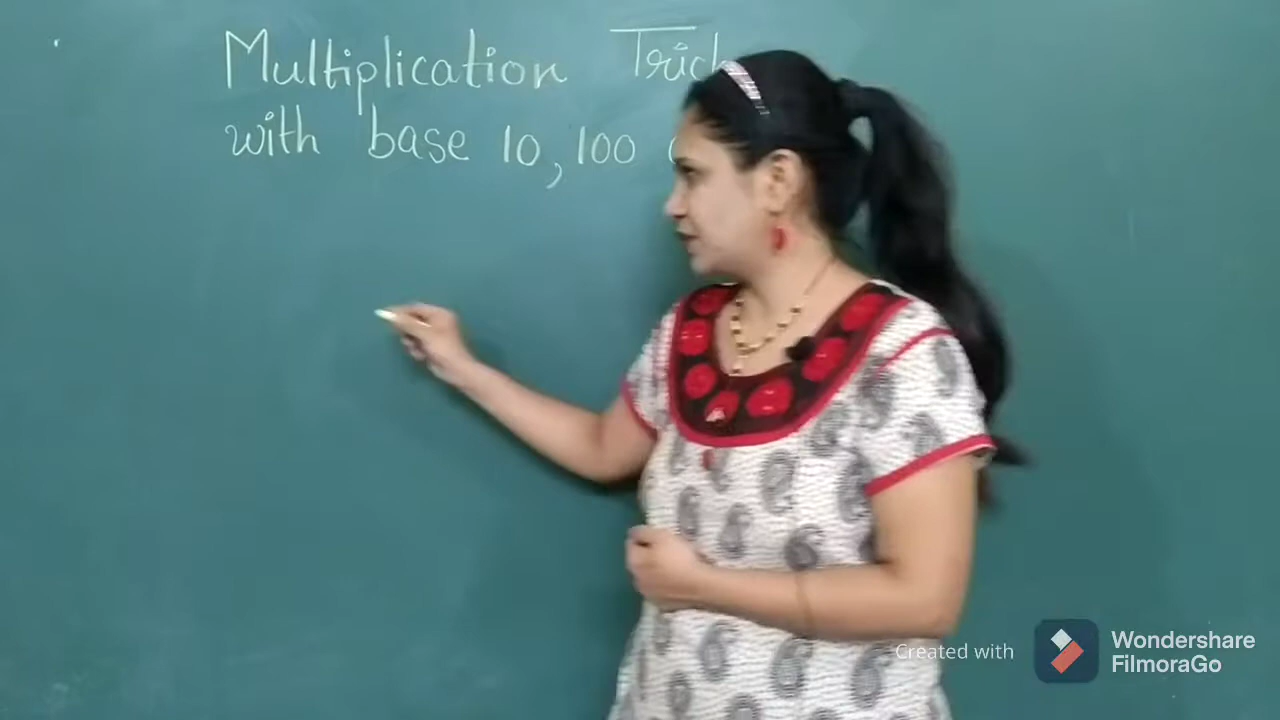 Multiplication
with base 10, 100
Created with
Wondershare
FilmoraGo